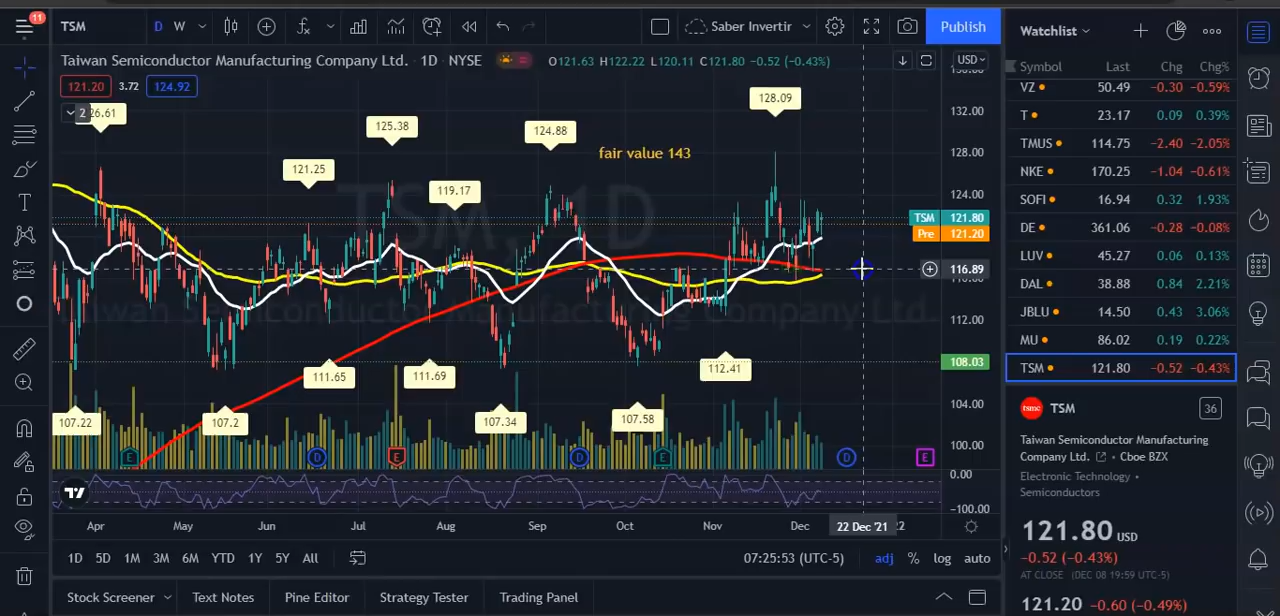 11
TSM
D
W
Saber Invertir
Publish
Taiwan Semiconductor Manufacturing Company Ltd. · 1D · NYSE
O121.63 H122.22 L120.11 C121.80 -0.52 (-0.43%)
USD
121.20 3.72 124.92
2
26.61
121.25
125.38
119.17
124.88
fair value 143
128.09
TSM, 1D
Taiwan Semiconductor Manufacturing Company Ltd.
107.22
107.2
111.65
111.69
107.34
107.58
112.41
132.00
128.00
124.00
TSM 121.80
Pre 121.20
116.89
112.00
108.03
104.00
100.00
0.00
-100.00
E
D
E
D
E
D
E
Apr May Jun Jul Aug Sep Oct Nov Dec 22 Dec '21
1D 5D 1M 3M 6M YTD 1Y 5Y All
07:25:53 (UTC-5) adj % log auto
Stock Screener Text Notes Pine Editor Strategy Tester Trading Panel
Watchlist
Symbol Last Chg Chg%
VZ 50.49 -0.30 -0.59%
T 23.17 0.09 0.39%
TMUS 114.75 -2.40 -2.05%
NKE 170.25 -1.04 -0.61%
SOFI 16.94 0.32 1.93%
DE 361.06 -0.28 -0.08%
LUV 45.27 0.06 0.13%
DAL 38.88 0.84 2.21%
JBLU 14.50 0.43 3.06%
MU 86.02 0.19 0.22%
TSM 121.80 -0.52 -0.43%
tsmc TSM 36
Taiwan Semiconductor Manufacturing
Company Ltd. · Cboe BZX
Electronic Technology ·
Semiconductors
121.80 USD
-0.52 (-0.43%)
AT CLOSE (DEC 08 19:59 UTC-5)
121.20 -0.60 (-0.49%)